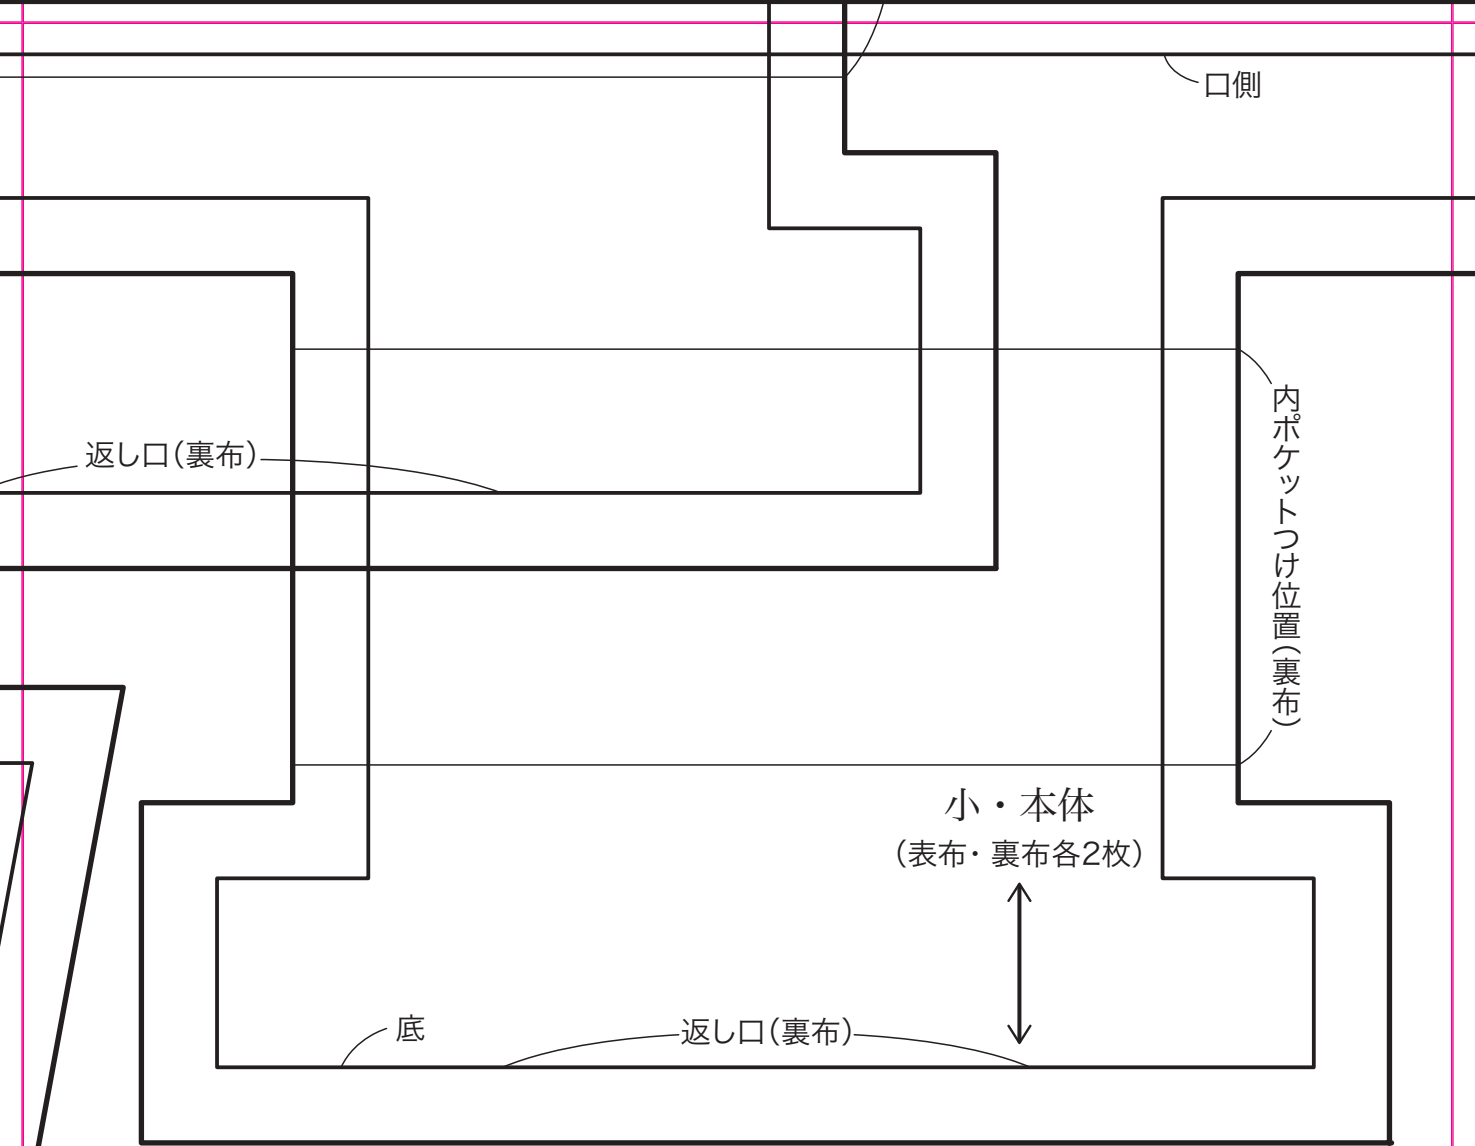 口側
返し口(裏布)
内ポケットつけ位置(裏布)
小・本体
(表布・裏布各2枚)
底
返し口(裏布)